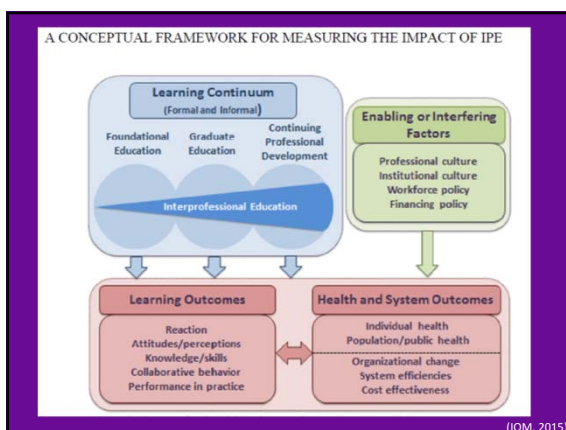 A CONCEPTUAL FRAMEWORK FOR MEASURING THE IMPACT OF IPE
Learning Continuum
(Formal and Informal)
Foundational
Education
Graduate
Education
Continuing
Professional
Development
Interprofessional Education
Enabling or Interfering
Factors
Professional culture
Institutional culture
Workforce policy
Financing policy
Learning Outcomes
Reaction
Attitudes/perceptions
Knowledge/skills
Collaborative behavior
Performance in practice
Health and System Outcomes
Individual health
Population/public health
Organizational change
System efficiencies
Cost effectiveness
(IOM, 2015)